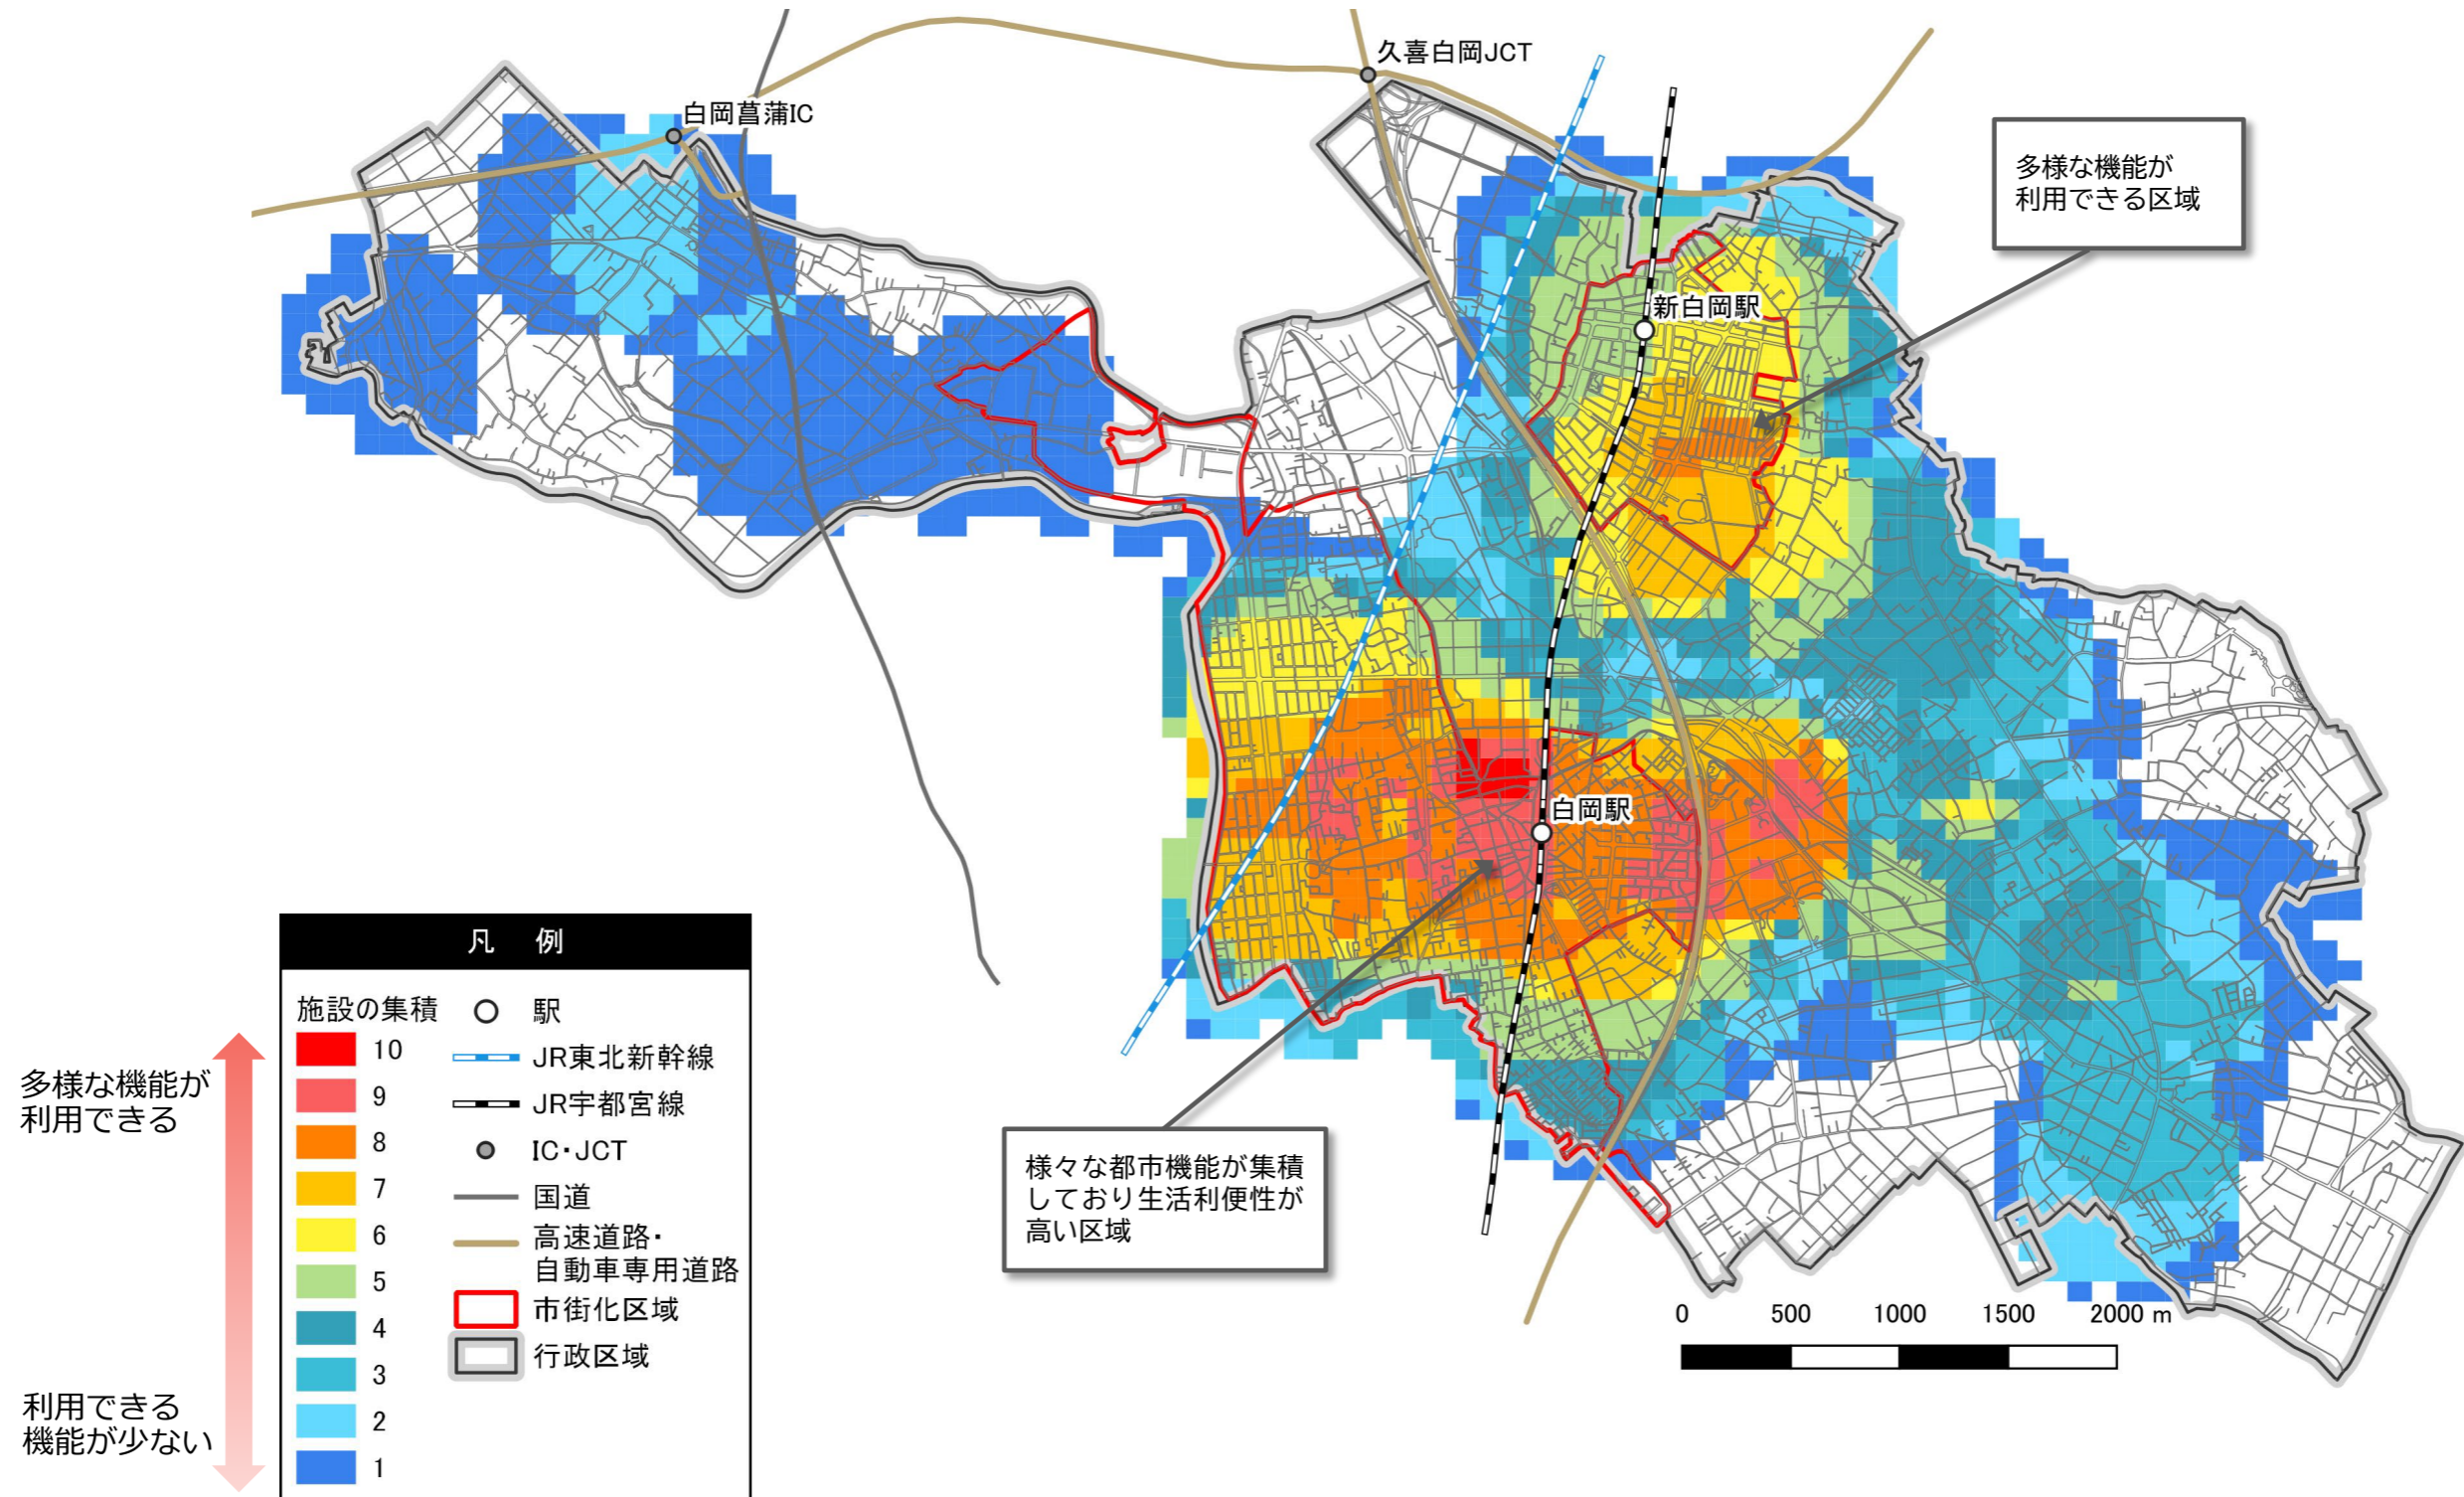 久喜白岡JCT
白岡菖蒲IC
多様な機能が
利用できる区域
新白岡駅
白岡駅
様々な都市機能が集積
しており生活利便性が
高い区域
凡 例
施設の集積
10
9
8
7
6
5
4
3
2
1
駅
JR東北新幹線
JR宇都宮線
IC・JCT
国道
高速道路・
自動車専用道路
市街化区域
行政区域
多様な機能が
利用できる
利用できる
機能が少ない
0 500 1000 1500 2000 m